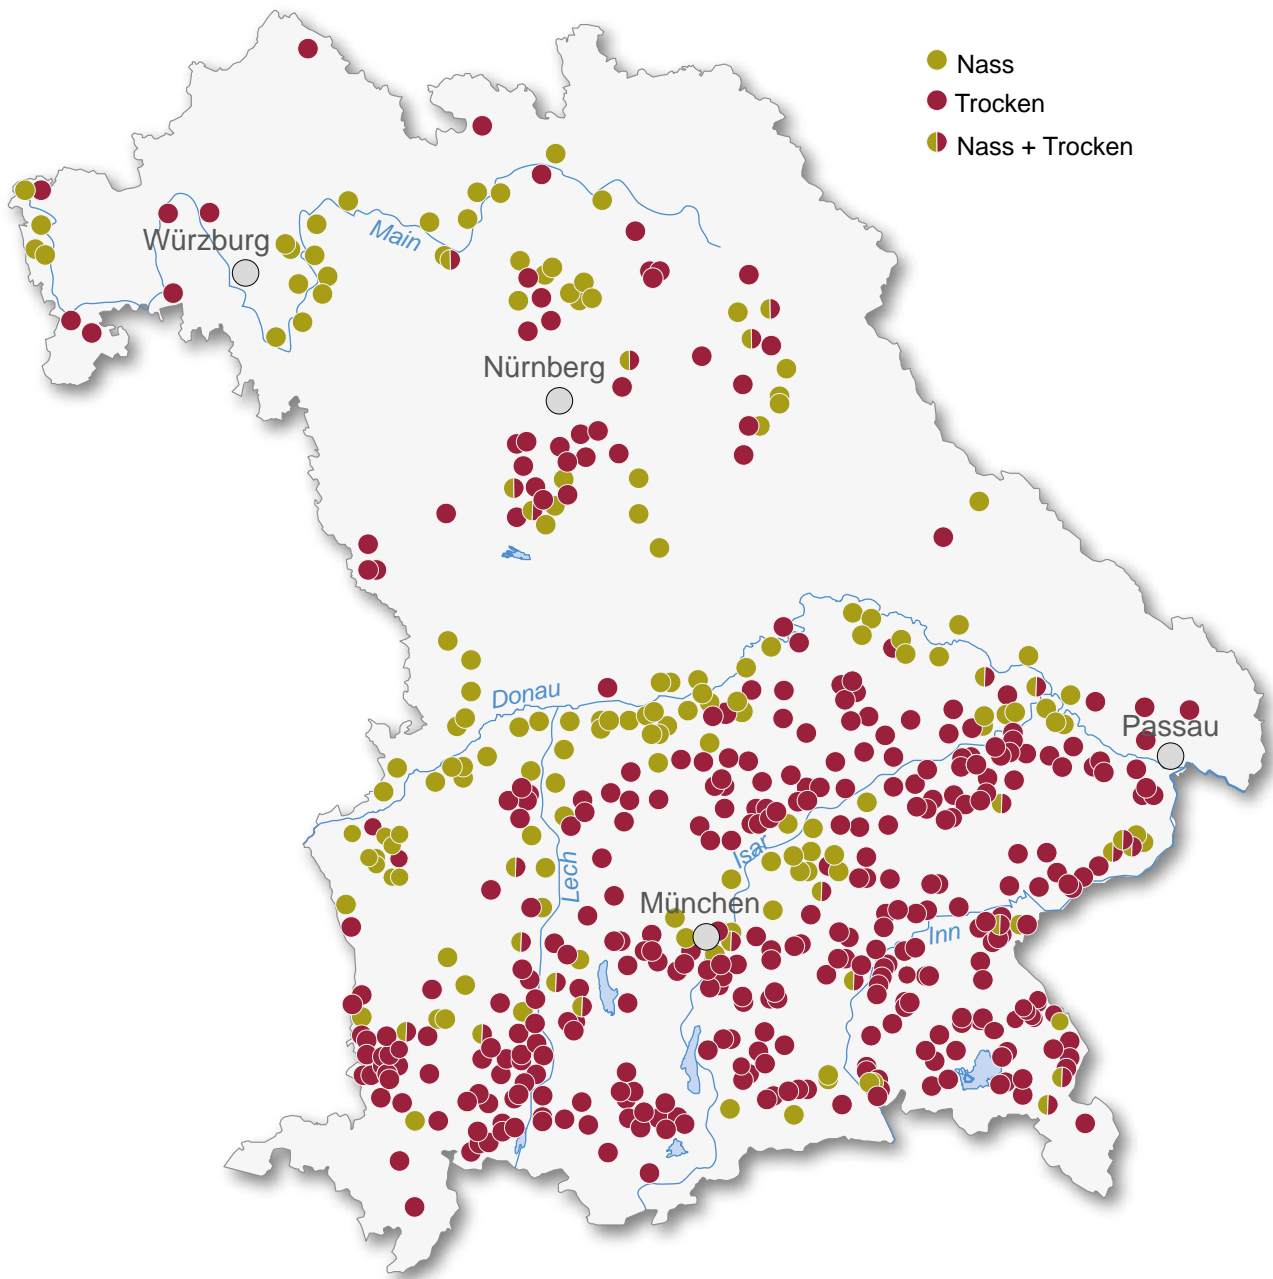 Nass
Trocken
Nass + Trocken
Würzburg
Main
Nürnberg
Donau
Passau
Isar
Lech
München
Inn